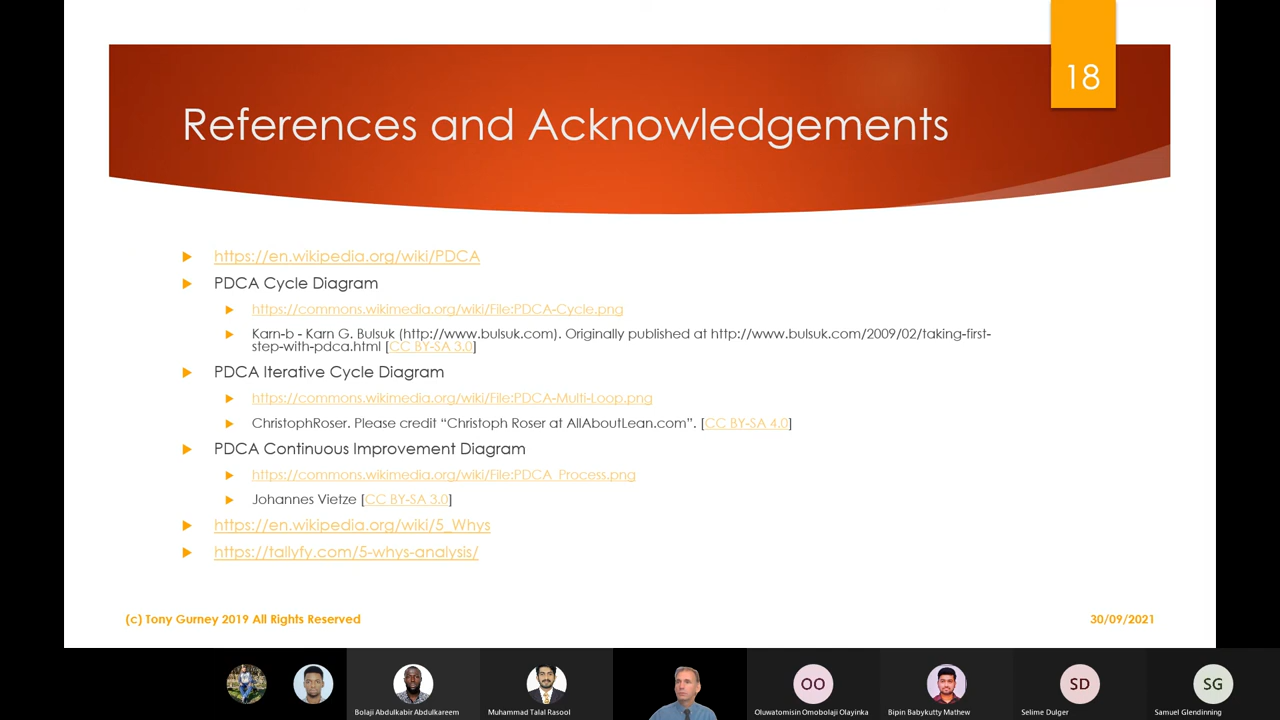 18
References and Acknowledgements
https://en.wikipedia.org/wiki/PDCA
PDCA Cycle Diagram
https://commons.wikimedia.org/wiki/File:PDCA-Cycle.png
Karn-b - Karn G. Bulsuk (http://www.bulsuk.com). Originally published at http://www.bulsuk.com/2009/02/taking-first-
step-with-pdca.html [CC BY-SA 3.0]
PDCA Iterative Cycle Diagram
https://commons.wikimedia.org/wiki/File:PDCA-Multi-Loop.png
ChristophRoser. Please credit “Christoph Roser at AllAboutLean.com”. [CC BY-SA 4.0]
PDCA Continuous Improvement Diagram
https://commons.wikimedia.org/wiki/File:PDCA_Process.png
Johannes Vietze [CC BY-SA 3.0]
https://en.wikipedia.org/wiki/5_Whys
https://tallyfy.com/5-whys-analysis/
(c) Tony Gurney 2019 All Rights Reserved
30/09/2021
OO
SD
SG
Bolaji Abdulkabir Abdulkareem
Muhammad Talal Rasool
Oluwatomisin Omobolaji Olayinka
Bipin Babykutty Mathew
Selime Dulger
Samuel Glendinning